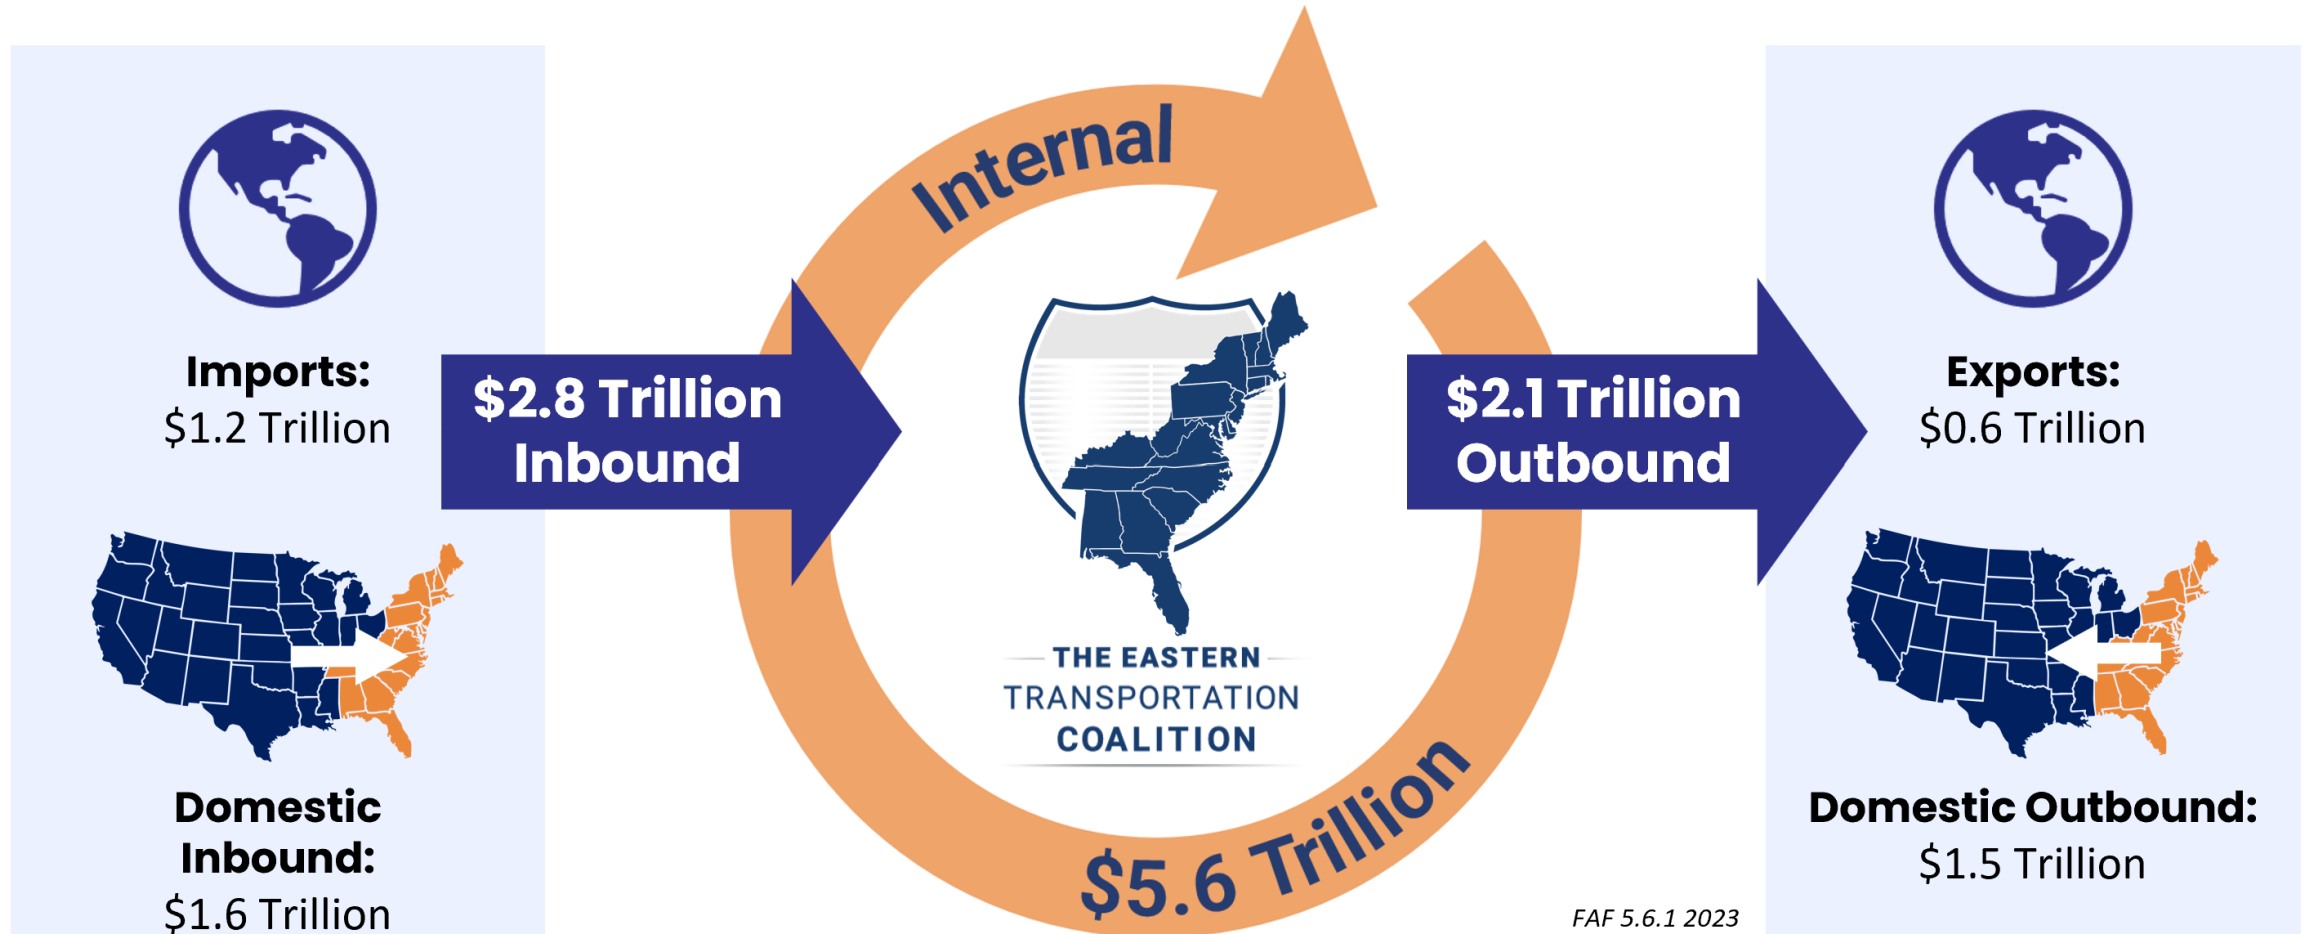 Imports:
$1.2 Trillion
Domestic
Inbound:
$1.6 Trillion
$2.8 Trillion
Inbound
Internal
THE EASTERN
TRANSPORTATION
COALITION
$5.6 Trillion
$2.1 Trillion
Outbound
FAF 5.6.1 2023
Exports:
$0.6 Trillion
Domestic Outbound:
$1.5 Trillion